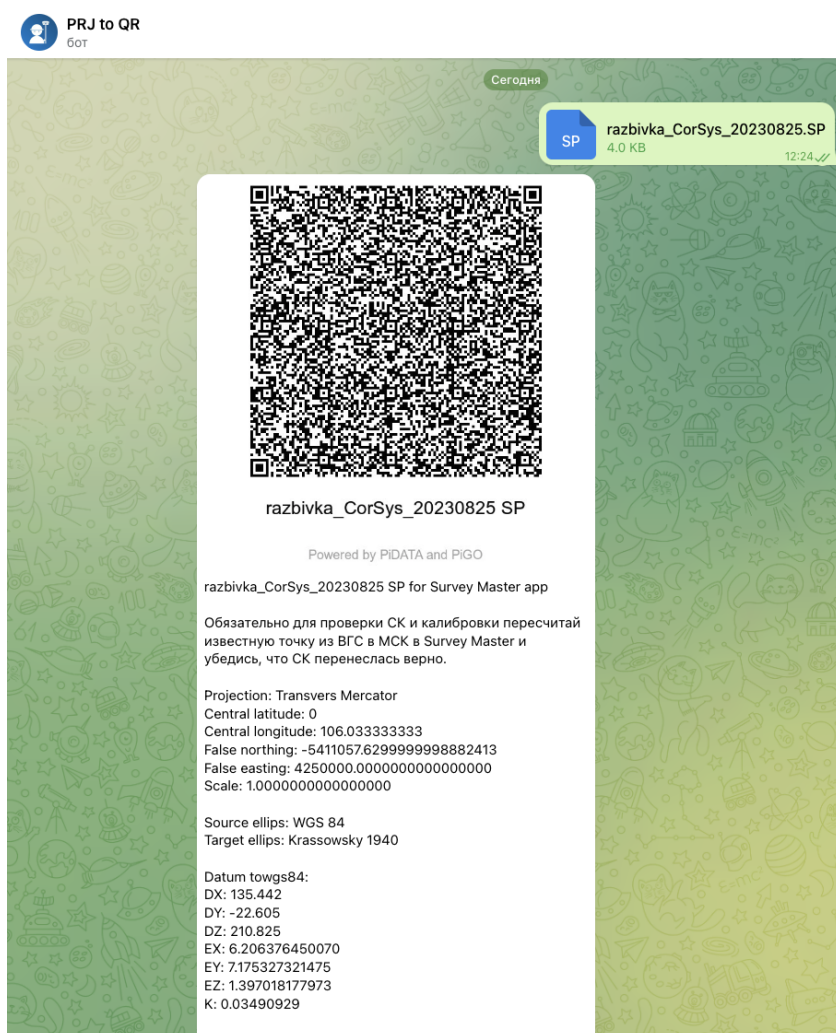 PRJ to QR
бот
Сегодня
SP
razbivka_CorSys_20230825.SP
4.0 KB
12:24
razbivka_CorSys_20230825 SP
Powered by PiDATA and PiGO
razbivka_CorSys_20230825 SP for Survey Master app
Обязательно для проверки СК и калибровки пересчитай
известную точку из ВГС в МСК в Survey Master и
убедись, что СК перенеслась верно.
Projection: Transvers Mercator
Central latitude: 0
Central longitude: 106.033333333
False northing: -5411057.6299999998882413
False easting: 4250000.0000000000000000
Scale: 1.0000000000000000
Source ellips: WGS 84
Target ellips: Krassowsky 1940
Datum towgs84:
DX: 135.442
DY: -22.605
DZ: 210.825
EX: 6.206376450070
EY: 7.175327321475
EZ: 1.397018177973
K: 0.03490929